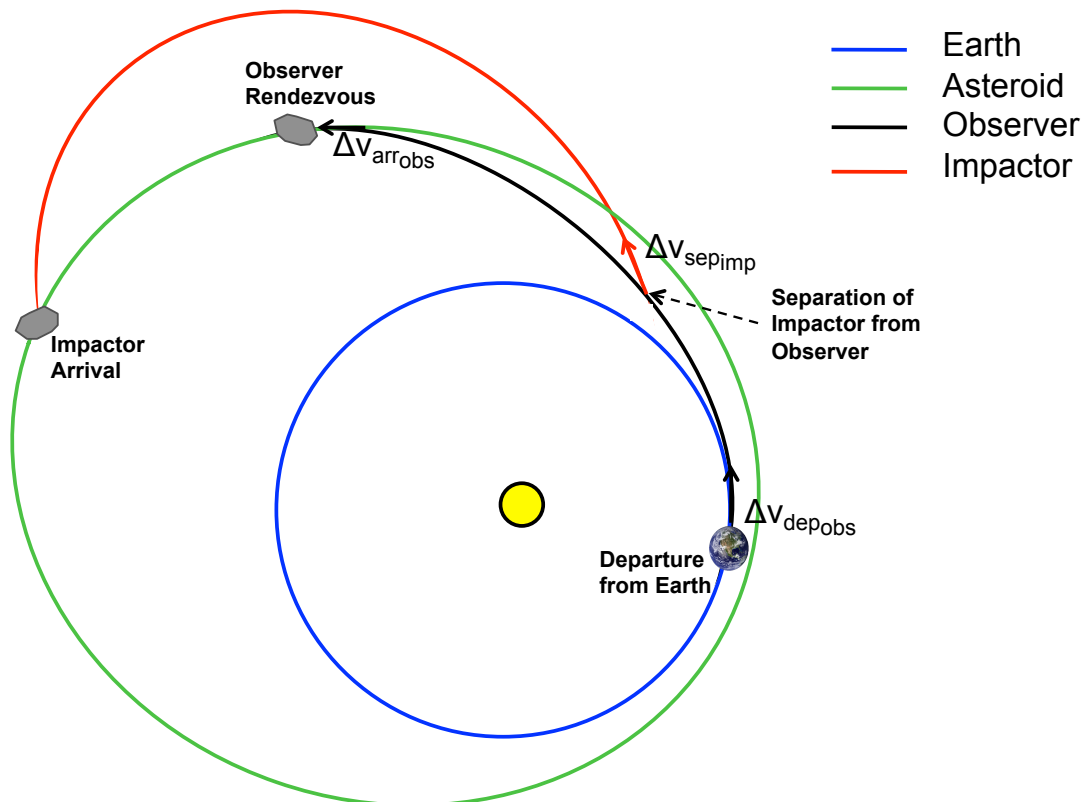 Earth
Asteroid
Observer
Impactor
Observer
Rendezvous
Δv_arr_obs
Δv_sep_imp
Separation of
Impactor from
Observer
Impactor
Arrival
Δv_dep_obs
Departure
from Earth